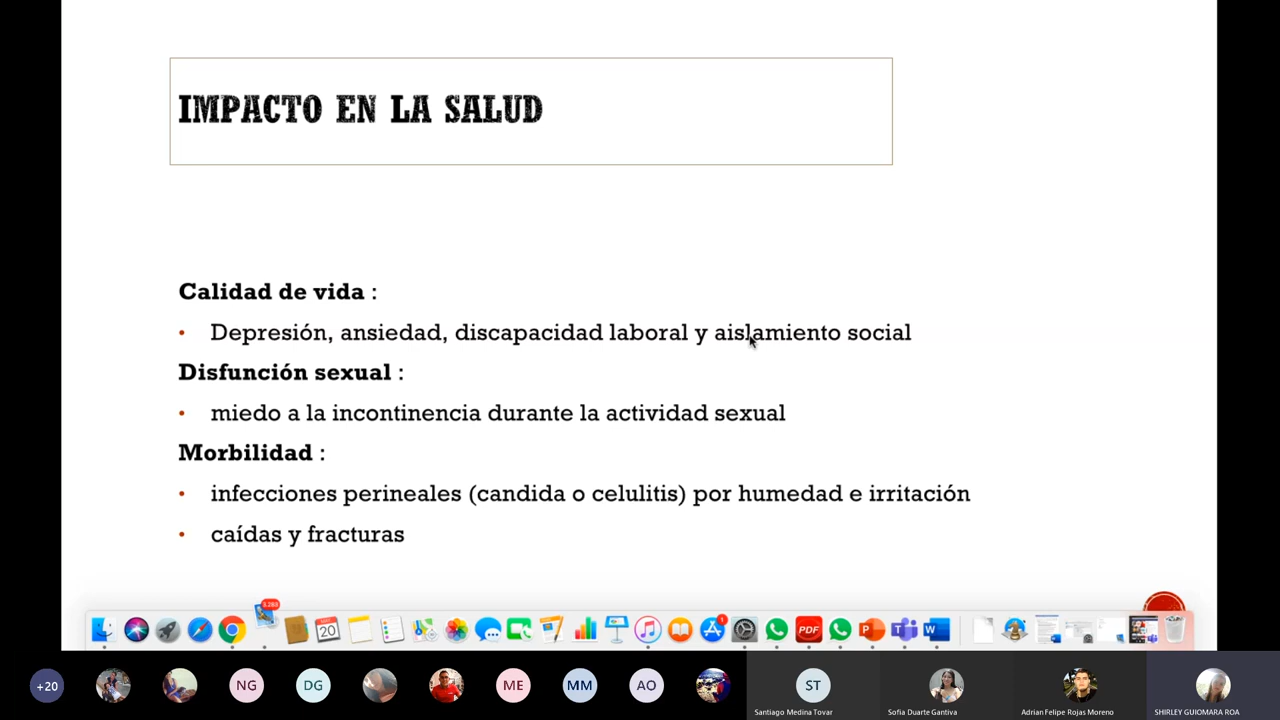 IMPACTO EN LA SALUD
Calidad de vida :
• Depresión, ansiedad, discapacidad laboral y aislamiento social
Disfunción sexual :
• miedo a la incontinencia durante la actividad sexual
Morbilidad :
• infecciones perineales (candida o celulitis) por humedad e irritación
• caídas y fracturas
20
PDF
+20
NG
DG
ME
MM
AO
ST
Santiago Medina Tovar
Sofia Duarte Gantiva
Adrian Felipe Rojas Moreno
SHIRLEY GUIOMARA ROA